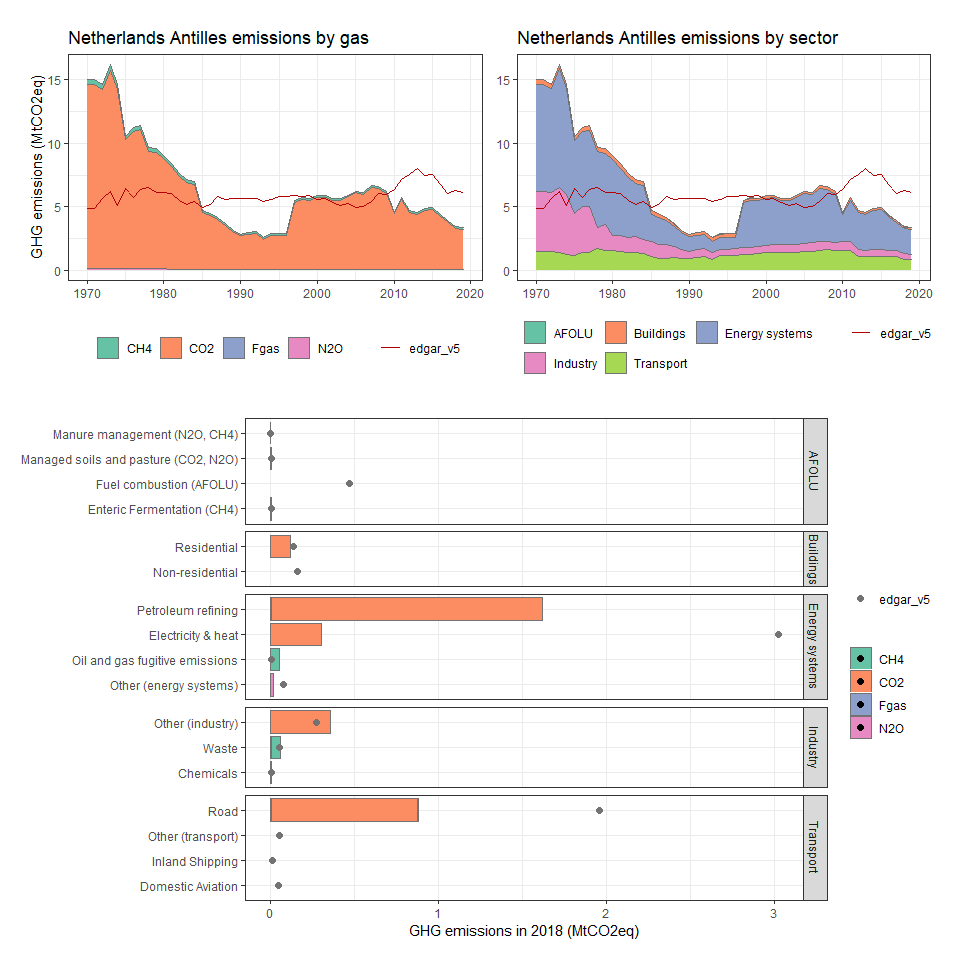 Netherlands Antilles emissions by gas
Netherlands Antilles emissions by sector
GHG emissions (MtCO2eq)
15
10
5
0
1970 1980 1990 2000 2010 2020
15
10
5
0
1970 1980 1990 2000 2010 2020
CH4 CO2 Fgas N2O edgar_v5
AFOLU Buildings Energy systems edgar_v5
Industry Transport
Manure management (N2O, CH4)
Managed soils and pasture (CO2, N2O)
Fuel combustion (AFOLU)
Enteric Fermentation (CH4)
AFOLU
Residential
Non-residential
Buildings
Petroleum refining
Electricity & heat
Oil and gas fugitive emissions
Other (energy systems)
Energy systems
Other (industry)
Waste
Chemicals
Industry
Road
Other (transport)
Inland Shipping
Domestic Aviation
Transport
0 1 2 3
GHG emissions in 2018 (MtCO2eq)
edgar_v5
CH4
CO2
Fgas
N2O